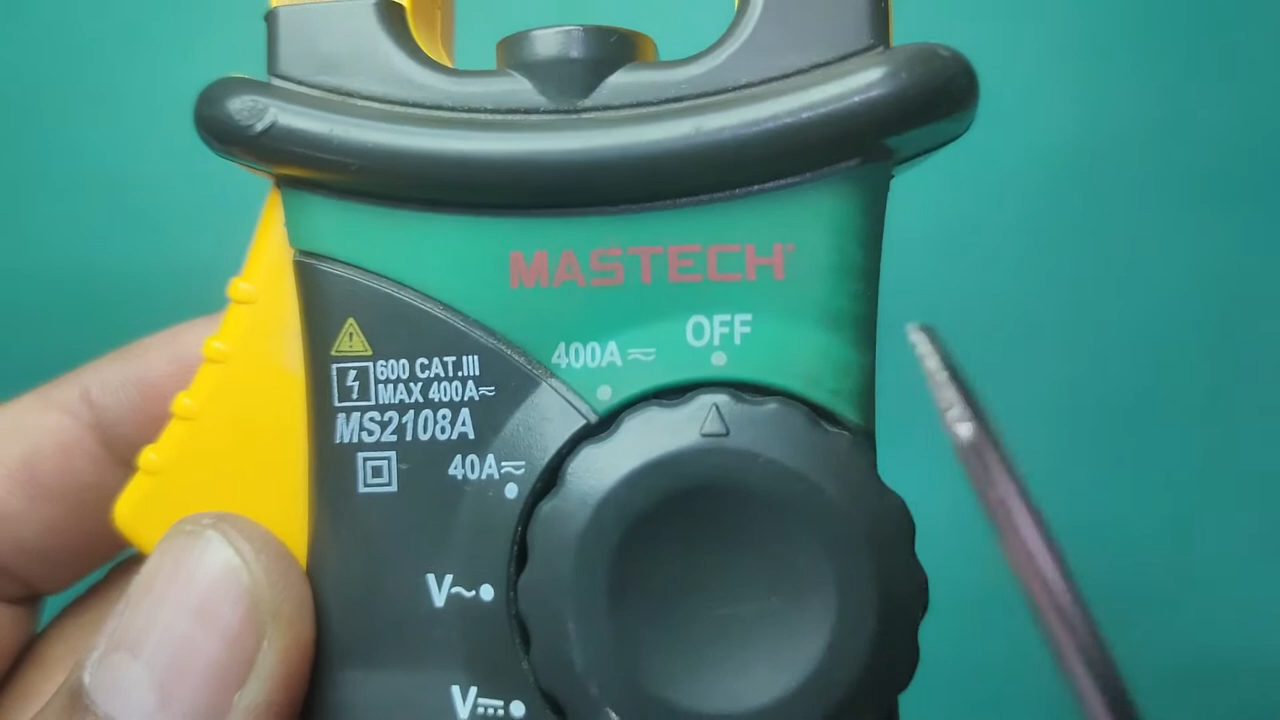 MASTECH
OFF
400A≂
600 CAT.III
MAX 400A≂
MS2108A
40A≂
V~
V⎓